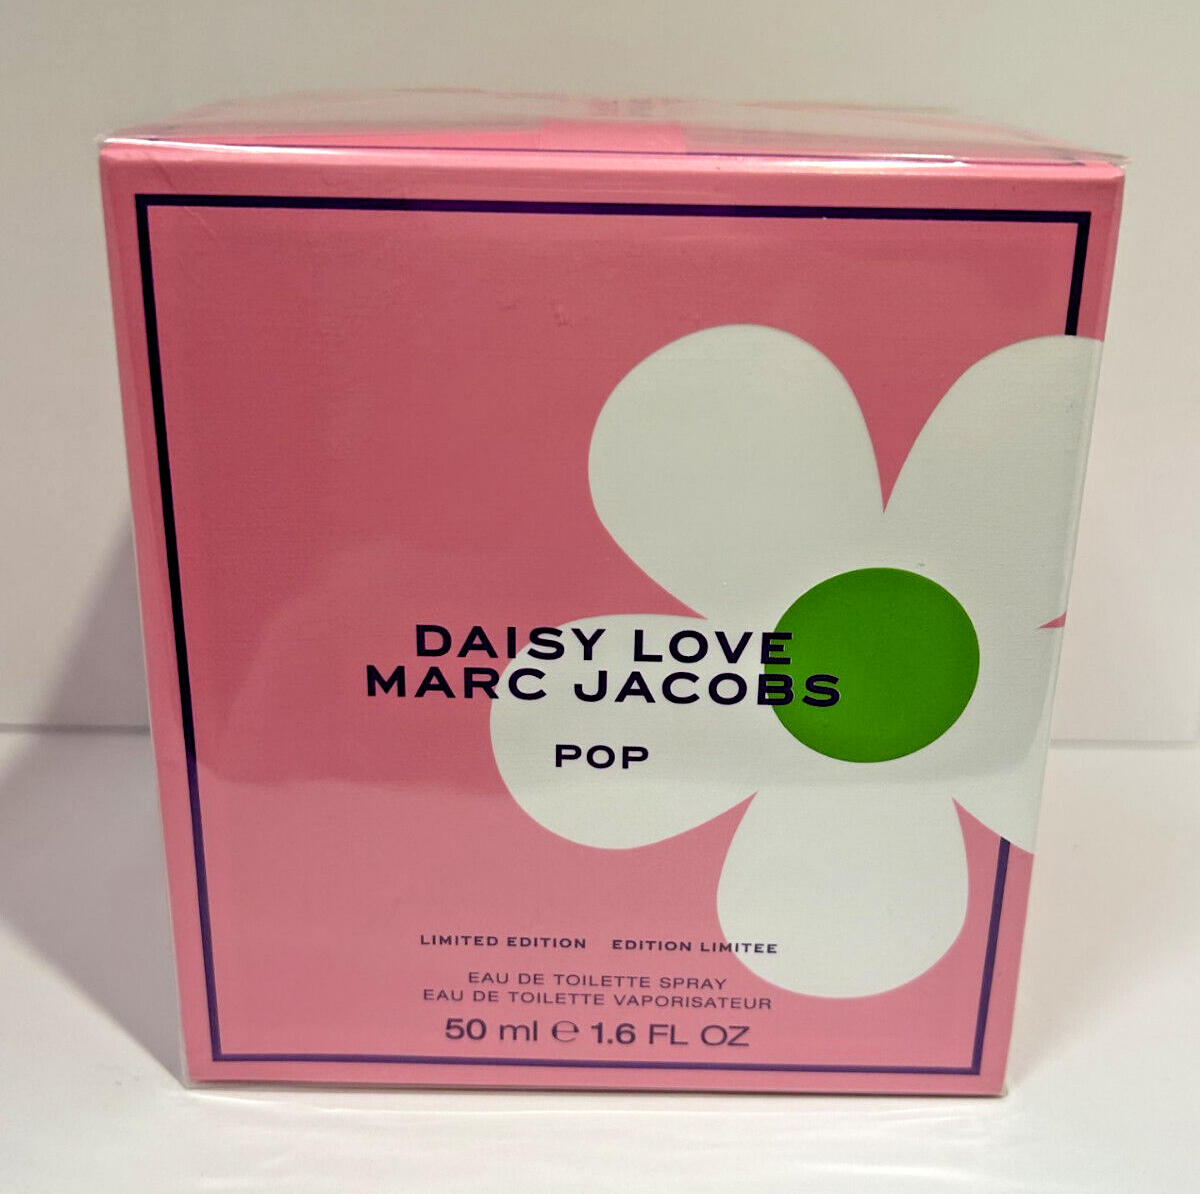 DAISY LOVE
MARC JACOBS
POP
LIMITED EDITION EDITION LIMITEE
EAU DE TOILETTE SPRAY
EAU DE TOILETTE VAPORISATEUR
50 ml ℮ 1.6 FL OZ